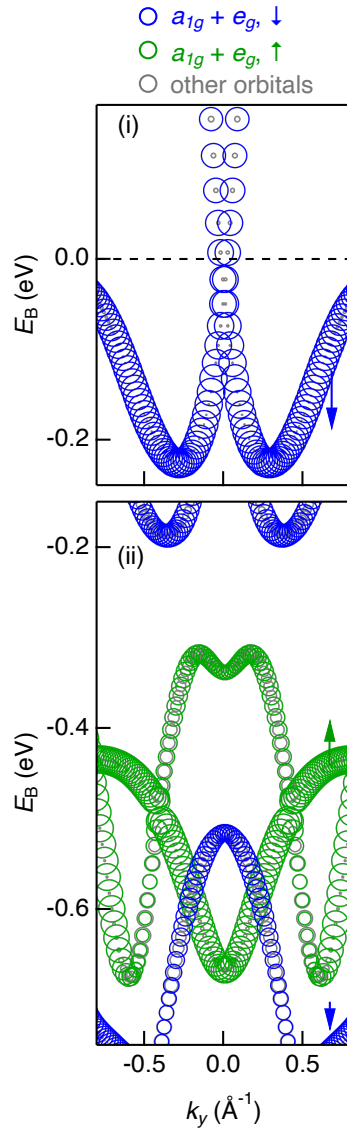 a1g + eg, ↓
a1g + eg, ↑
other orbitals
(i)
0.0
EB (eV)
-0.2
(ii)
-0.2
-0.4
EB (eV)
-0.6
-0.5 0.0 0.5
ky (Å-1)